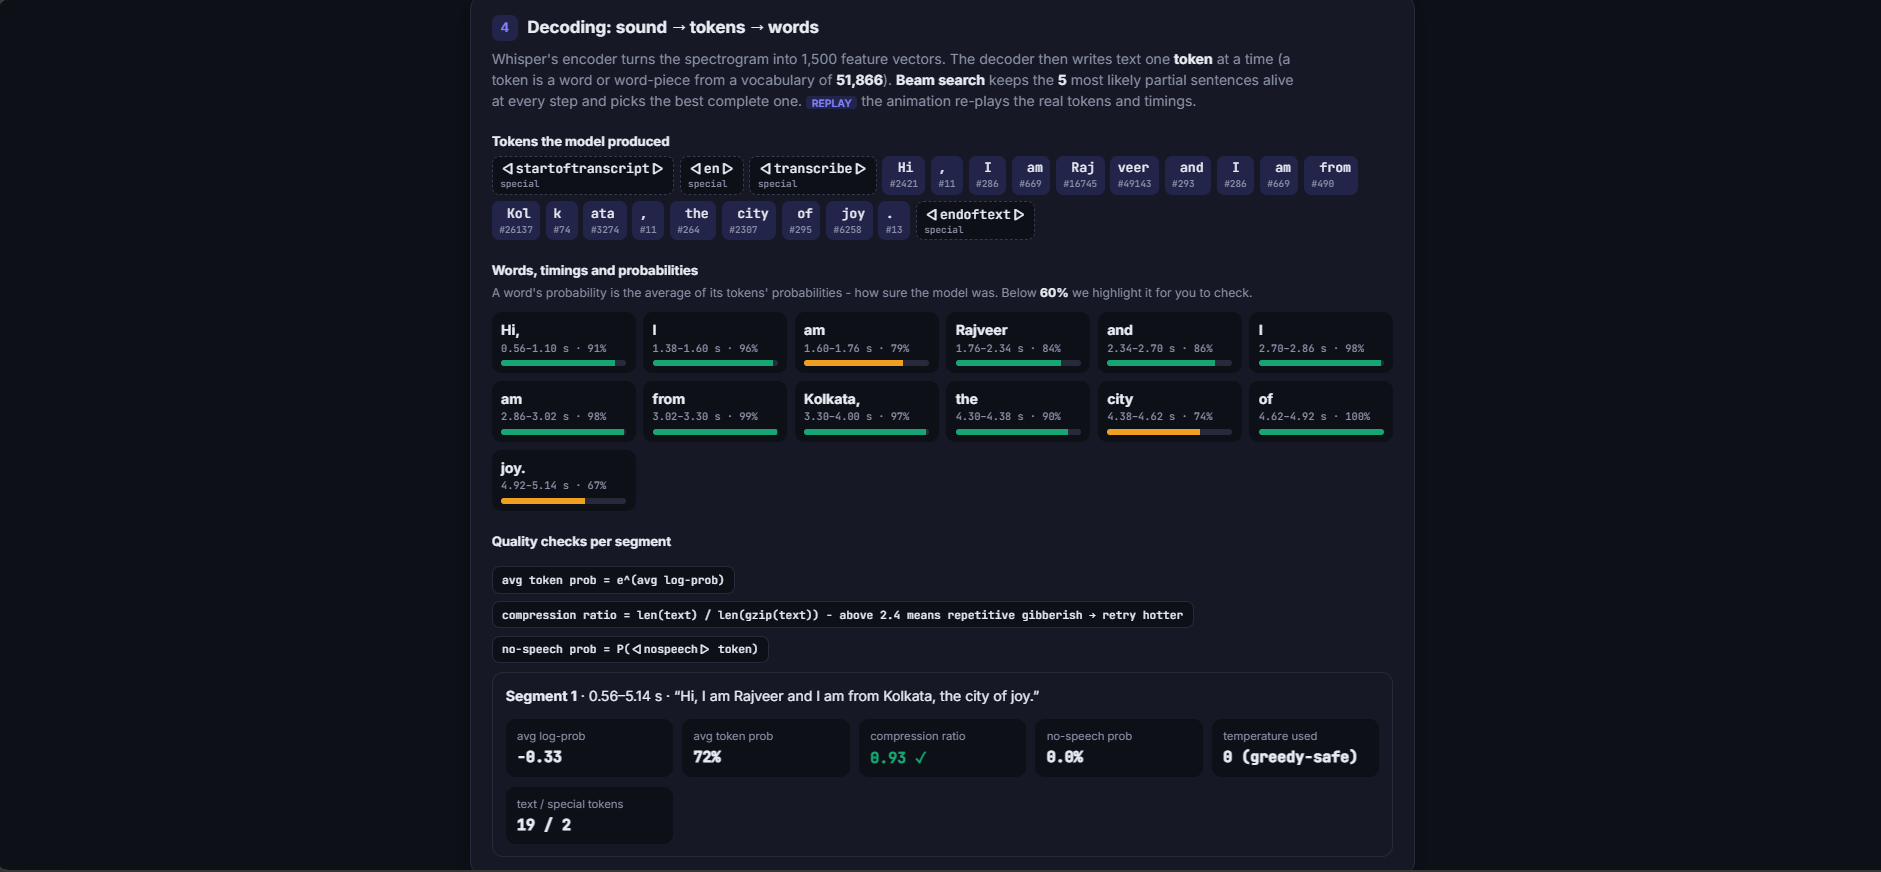 4 Decoding: sound → tokens → words
Whisper's encoder turns the spectrogram into 1,500 feature vectors. The decoder then writes text one token at a time (a
token is a word or word-piece from a vocabulary of 51,866). Beam search keeps the 5 most likely partial sentences alive
at every step and picks the best complete one. REPLAY the animation re-plays the real tokens and timings.
Tokens the model produced
◁startoftranscript▷ ◁en▷ ◁transcribe▷ Hi , I am Raj veer and I am from
special special special #2421 #11 #286 #669 #16745 #49143 #293 #286 #669 #490
Kol k ata , the city of joy . ◁endoftext▷
#26137 #74 #3274 #11 #264 #2307 #295 #6258 #13 special
Words, timings and probabilities
A word's probability is the average of its tokens' probabilities - how sure the model was. Below 60% we highlight it for you to check.
Hi, I am Rajveer and I
0.56–1.10 s · 91% 1.38–1.60 s · 96% 1.60–1.76 s · 79% 1.76–2.34 s · 84% 2.34–2.70 s · 86% 2.70–2.86 s · 98%
am from Kolkata, the city of
2.86–3.02 s · 98% 3.02–3.30 s · 99% 3.30–4.00 s · 97% 4.30–4.38 s · 90% 4.38–4.62 s · 74% 4.62–4.92 s · 100%
joy.
4.92–5.14 s · 67%
Quality checks per segment
avg token prob = e^(avg log-prob)
compression ratio = len(text) / len(gzip(text)) - above 2.4 means repetitive gibberish → retry hotter
no-speech prob = P(◁nospeech▷ token)
Segment 1 · 0.56–5.14 s · “Hi, I am Rajveer and I am from Kolkata, the city of joy.”
avg log-prob avg token prob compression ratio no-speech prob temperature used
-0.33 72% 0.93 ✓ 0.0% 0 (greedy-safe)
text / special tokens
19 / 2